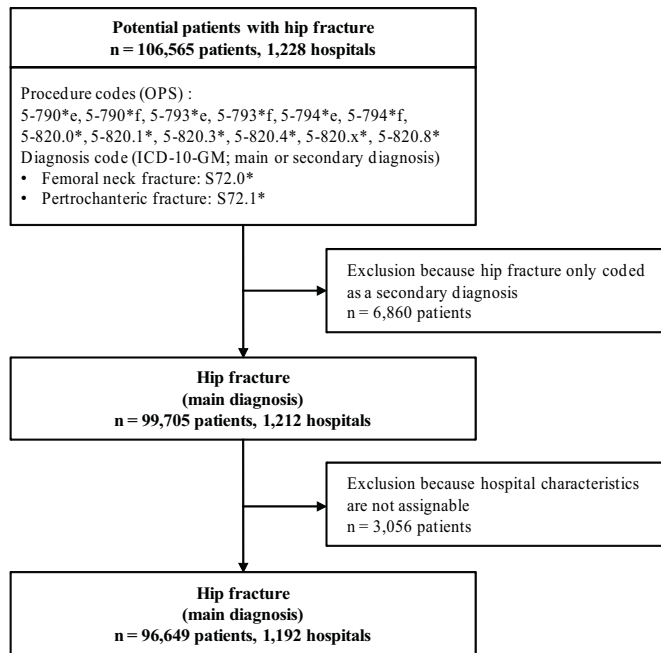 Potential patients with hip fracture
n = 106,565 patients, 1,228 hospitals
Procedure codes (OPS) :
5-790*e, 5-790*f, 5-793*e, 5-793*f, 5-794*e, 5-794*f,
5-820.0*, 5-820.1*, 5-820.3*, 5-820.4*, 5-820.x*, 5-820.8*
Diagnosis code (ICD-10-GM; main or secondary diagnosis)
• Femoral neck fracture: S72.0*
• Pertrochanteric fracture: S72.1*
Exclusion because hip fracture only coded
as a secondary diagnosis
n = 6,860 patients
Hip fracture
(main diagnosis)
n = 99,705 patients, 1,212 hospitals
Exclusion because hospital characteristics
are not assignable
n = 3,056 patients
Hip fracture
(main diagnosis)
n = 96,649 patients, 1,192 hospitals